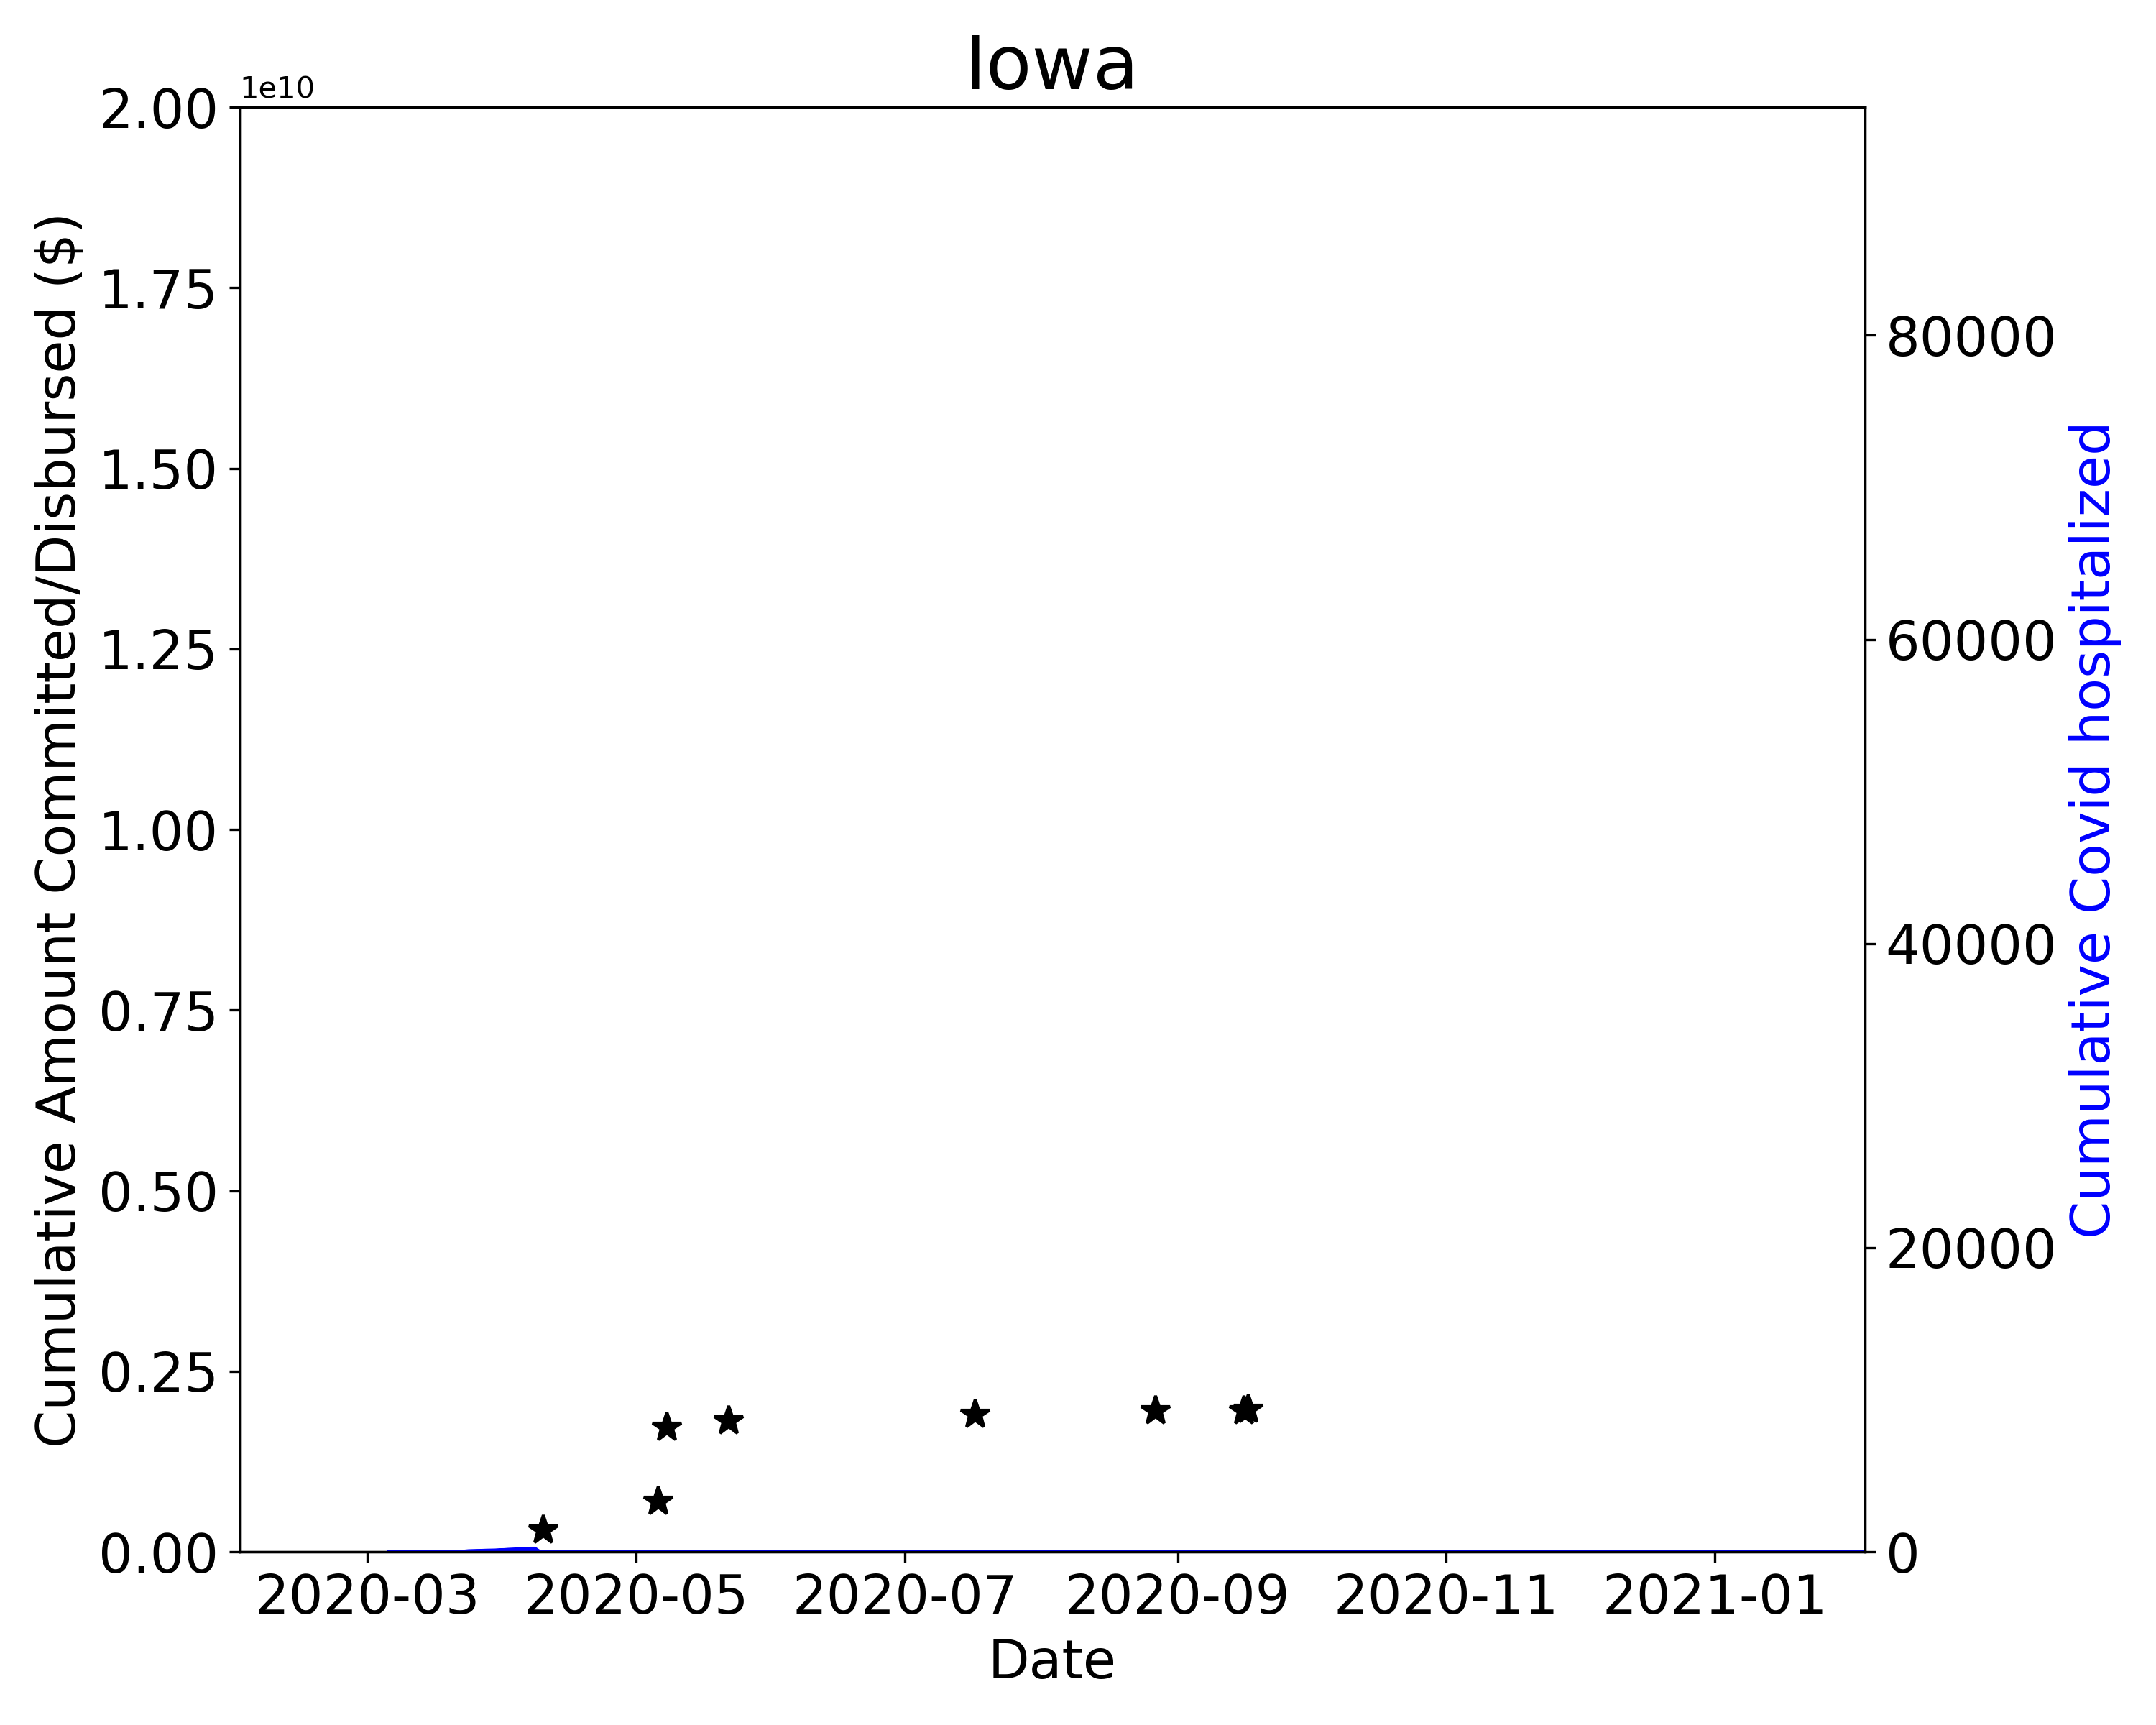 Iowa
1e10
2.00
1.75
1.50
1.25
1.00
0.75
0.50
0.25
0.00
Cumulative Amount Committed/Disbursed ($)
80000
60000
40000
20000
0
Cumulative Covid hospitalized
2020-03 2020-05 2020-07 2020-09 2020-11 2021-01
Date